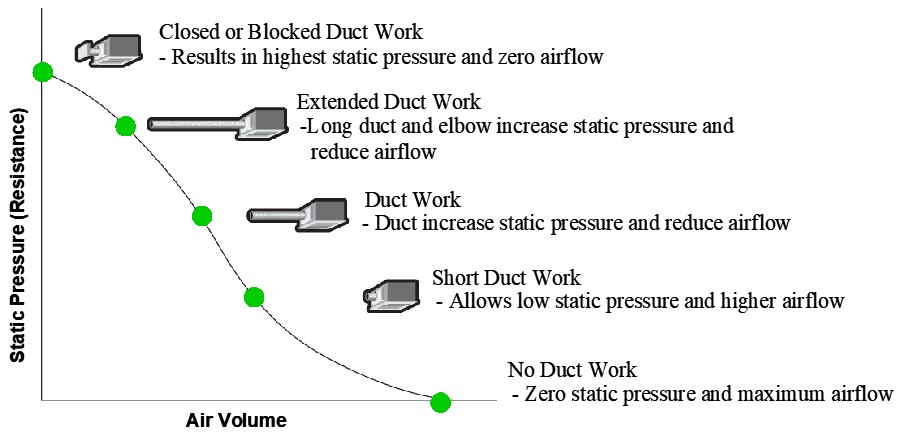 Closed or Blocked Duct Work
- Results in highest static pressure and zero airflow
Extended Duct Work
-Long duct and elbow increase static pressure and
reduce airflow
Duct Work
- Duct increase static pressure and reduce airflow
Short Duct Work
- Allows low static pressure and higher airflow
No Duct Work
- Zero static pressure and maximum airflow
Static Pressure (Resistance)
Air Volume